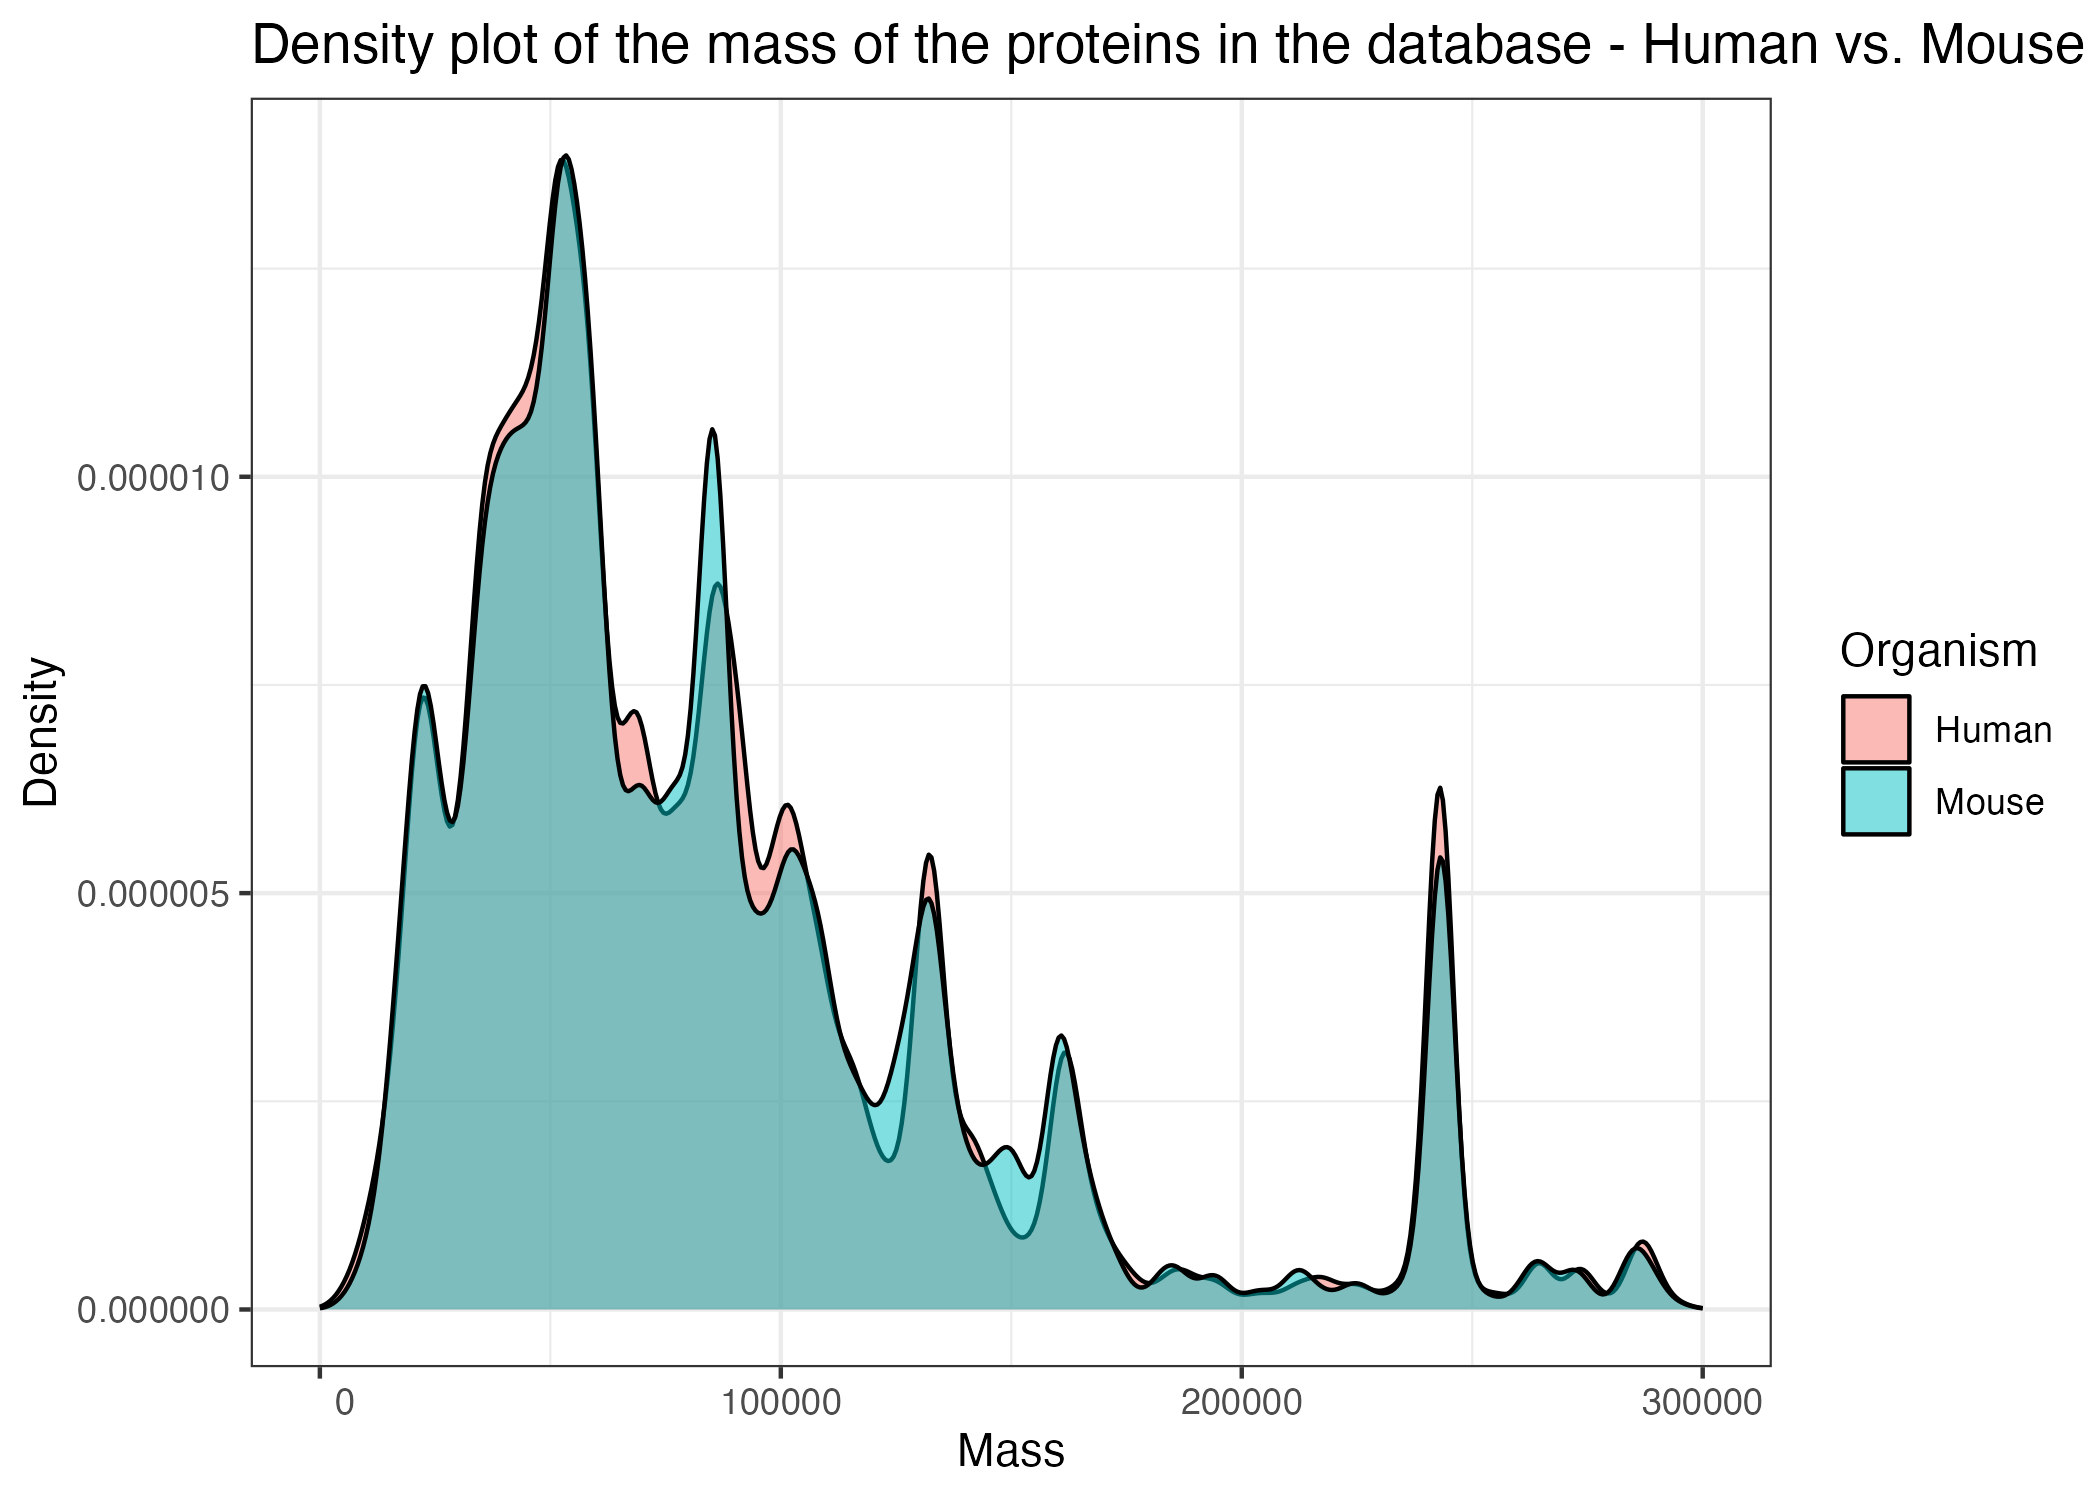 Density plot of the mass of the proteins in the database - Human vs. Mouse
0.000010
0.000005
0.000000
Density
0 100000 200000 300000
Mass
Organism
Human
Mouse